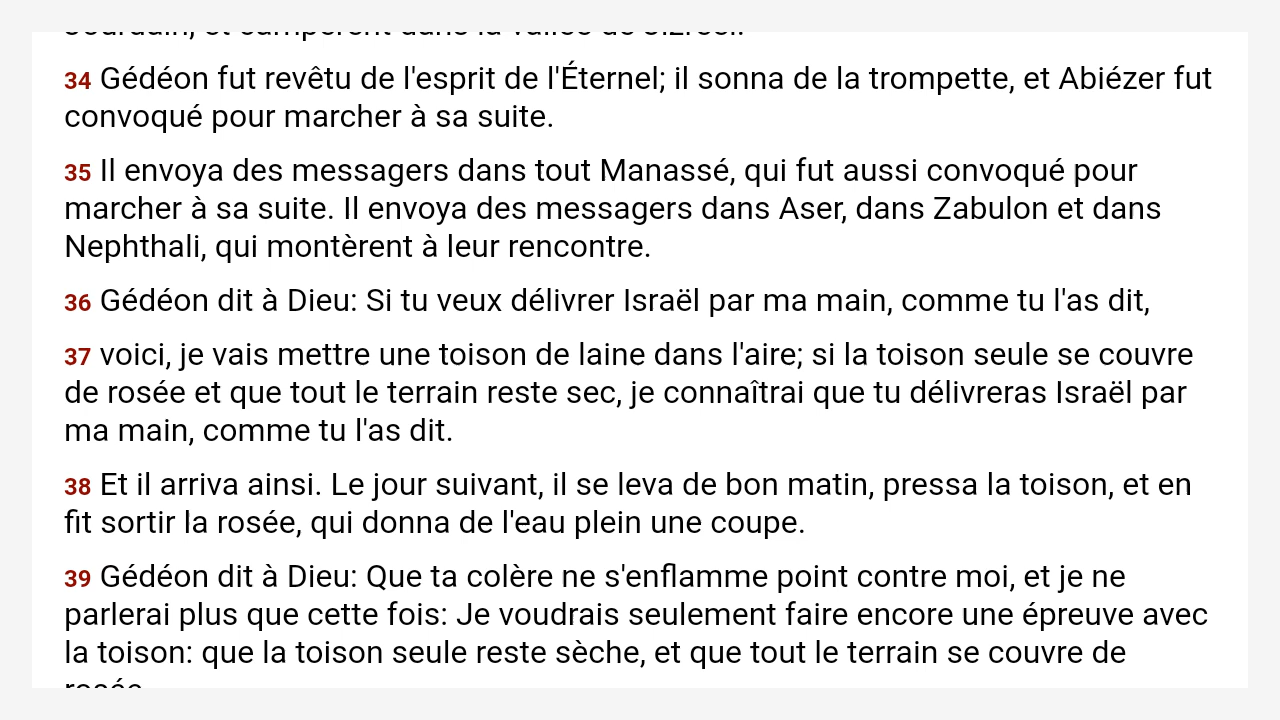 34 Gédéon fut revêtu de l'esprit de l'Éternel; il sonna de la trompette, et Abiézer fut
convoqué pour marcher à sa suite.
35 Il envoya des messagers dans tout Manassé, qui fut aussi convoqué pour
marcher à sa suite. Il envoya des messagers dans Aser, dans Zabulon et dans
Nephthali, qui montèrent à leur rencontre.
36 Gédéon dit à Dieu: Si tu veux délivrer Israël par ma main, comme tu l'as dit,
37 voici, je vais mettre une toison de laine dans l'aire; si la toison seule se couvre
de rosée et que tout le terrain reste sec, je connaîtrai que tu délivreras Israël par
ma main, comme tu l'as dit.
38 Et il arriva ainsi. Le jour suivant, il se leva de bon matin, pressa la toison, et en
fit sortir la rosée, qui donna de l'eau plein une coupe.
39 Gédéon dit à Dieu: Que ta colère ne s'enflamme point contre moi, et je ne
parlerai plus que cette fois: Je voudrais seulement faire encore une épreuve avec
la toison: que la toison seule reste sèche, et que tout le terrain se couvre de